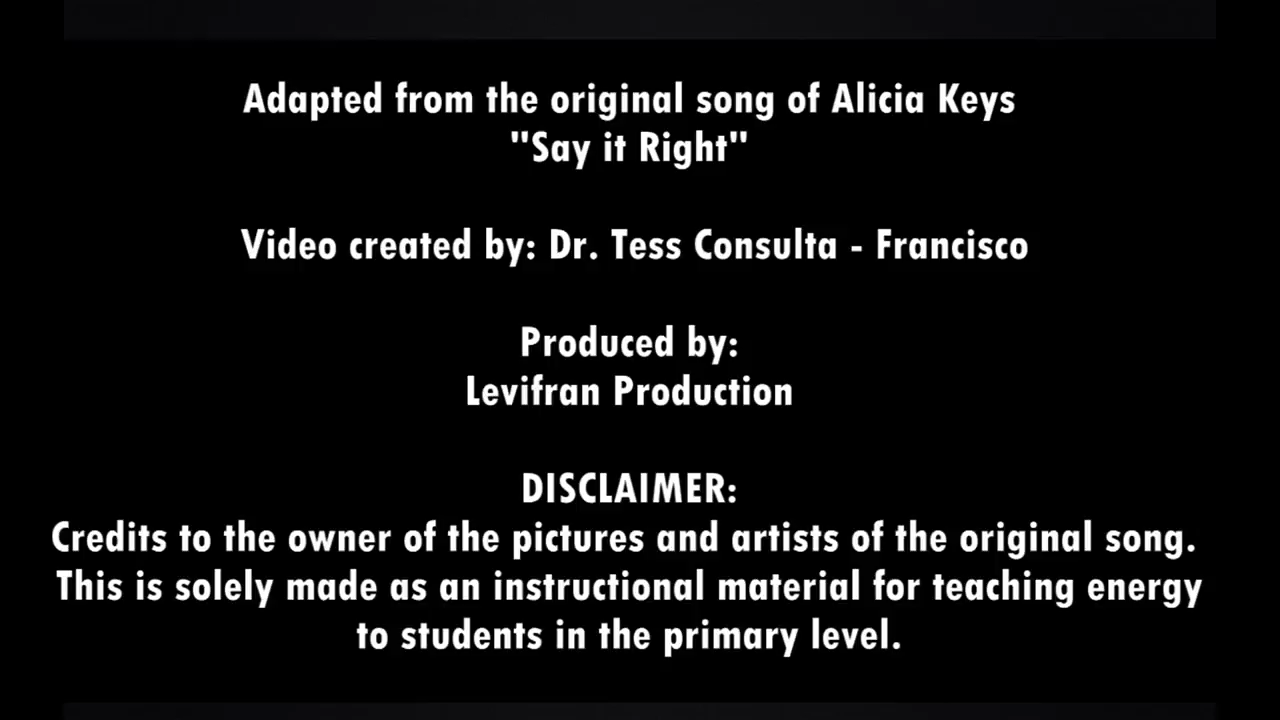 Adapted from the original song of Alicia Keys
"Say it Right"
Video created by: Dr. Tess Consulta - Francisco
Produced by:
Levifran Production
DISCLAIMER:
Credits to the owner of the pictures and artists of the original song.
This is solely made as an instructional material for teaching energy
to students in the primary level.